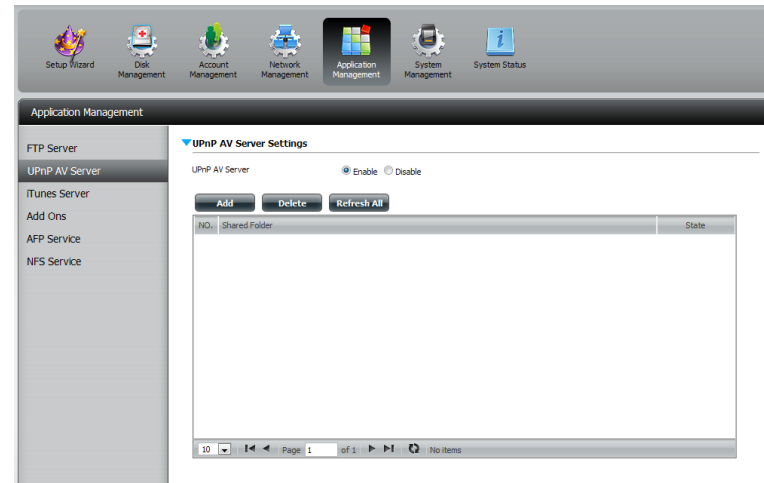 Setup Wizard
Disk Management
Account Management
Network Management
Application Management
System Management
System Status
Application Management
FTP Server
UPnP AV Server
iTunes Server
Add Ons
AFP Service
NFS Service
UPnP AV Server Settings
UPnP AV Server Enable Disable
Add Delete Refresh All
NO. Shared Folder State
10 Page 1 of 1 No items